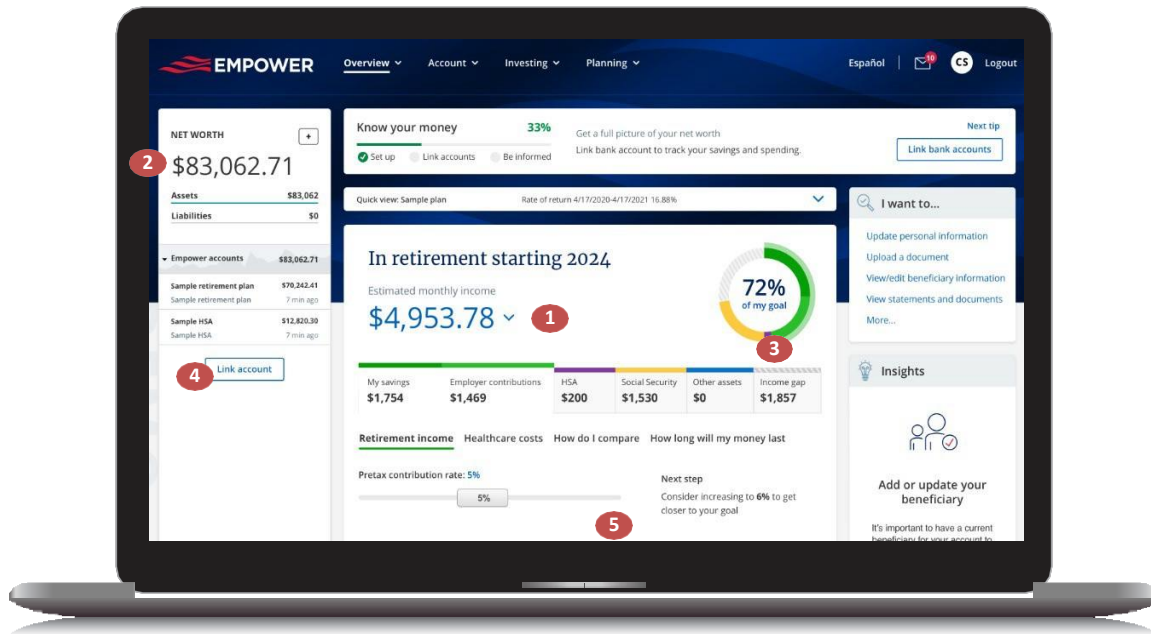 EMPOWER
Overview
Account
Investing
Planning
Español
10
CS
Logout
NET WORTH
+
2
$83,062.71
Assets $83,062
Liabilities $0
Empower accounts $83,062.71
Sample retirement plan $70,242.41
Sample retirement plan 7 min ago
Sample HSA $12,820.30
Sample HSA 7 min ago
4
Link account
Know your money 33%
Set up Link accounts Be informed
Get a full picture of your net worth
Link bank account to track your savings and spending.
Next tip
Link bank accounts
Quick view: Sample plan Rate of return 4/17/2020-4/17/2021 16.88%
In retirement starting 2024
Estimated monthly income
$4,953.78
1
72%
of my goal
3
My savings Employer contributions HSA Social Security Other assets Income gap
$1,754 $1,469 $200 $1,530 $0 $1,857
Retirement income Healthcare costs How do I compare How long will my money last
Pretax contribution rate: 5%
5%
Next step
Consider increasing to 6% to get
closer to your goal
5
I want to...
Update personal information
Upload a document
View/edit beneficiary information
View statements and documents
More...
Insights
Add or update your
beneficiary
It's important to have a current
beneficiary for your account to